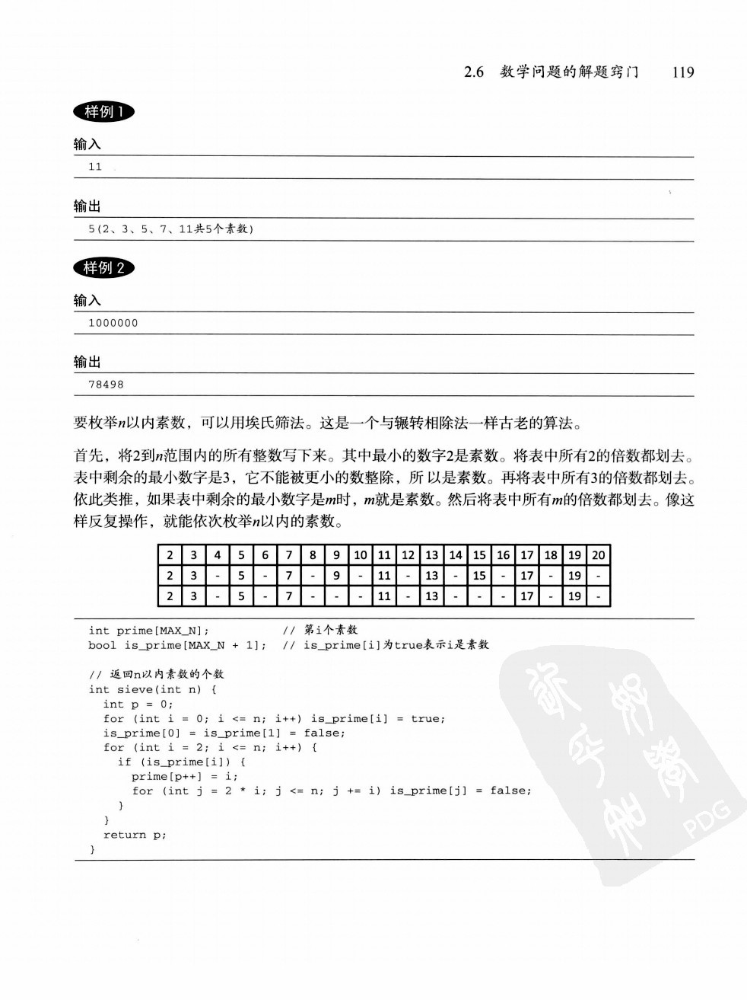 2.6 数学问题的解题窍门 119
样例 1
输入
11
输出
5(2、3、5、7、11共5个素数)
样例 2
输入
1000000
输出
78498
要枚举n以内素数，可以用埃氏筛法。这是一个与辗转相除法一样古老的算法。
首先，将2到n范围内的所有整数写下来。其中最小的数字2是素数。将表中所有2的倍数都划去。
表中剩余的最小数字是3，它不能被更小的数整除，所以是素数。再将表中所有3的倍数都划去。
依此类推，如果表中剩余的最小数字是m时，m就是素数。然后将表中所有m的倍数都划去。像这
样反复操作，就能依次枚举n以内的素数。
2 3 4 5 6 7 8 9 10 11 12 13 14 15 16 17 18 19 20
2 3 - 5 - 7 - 9 - 11 - 13 - 15 - 17 - 19 -
2 3 - 5 - 7 - - - 11 - 13 - - - 17 - 19 -
int prime[MAX_N]; // 第i个素数
bool is_prime[MAX_N + 1]; // is_prime[i]为true表示i是素数
// 返回n以内素数的个数
int sieve(int n) {
int p = 0;
for (int i = 0; i <= n; i++) is_prime[i] = true;
is_prime[0] = is_prime[1] = false;
for (int i = 2; i <= n; i++) {
if (is_prime[i]) {
prime[p++] = i;
for (int j = 2 * i; j <= n; j += i) is_prime[j] = false;
}
}
return p;
}
PDG